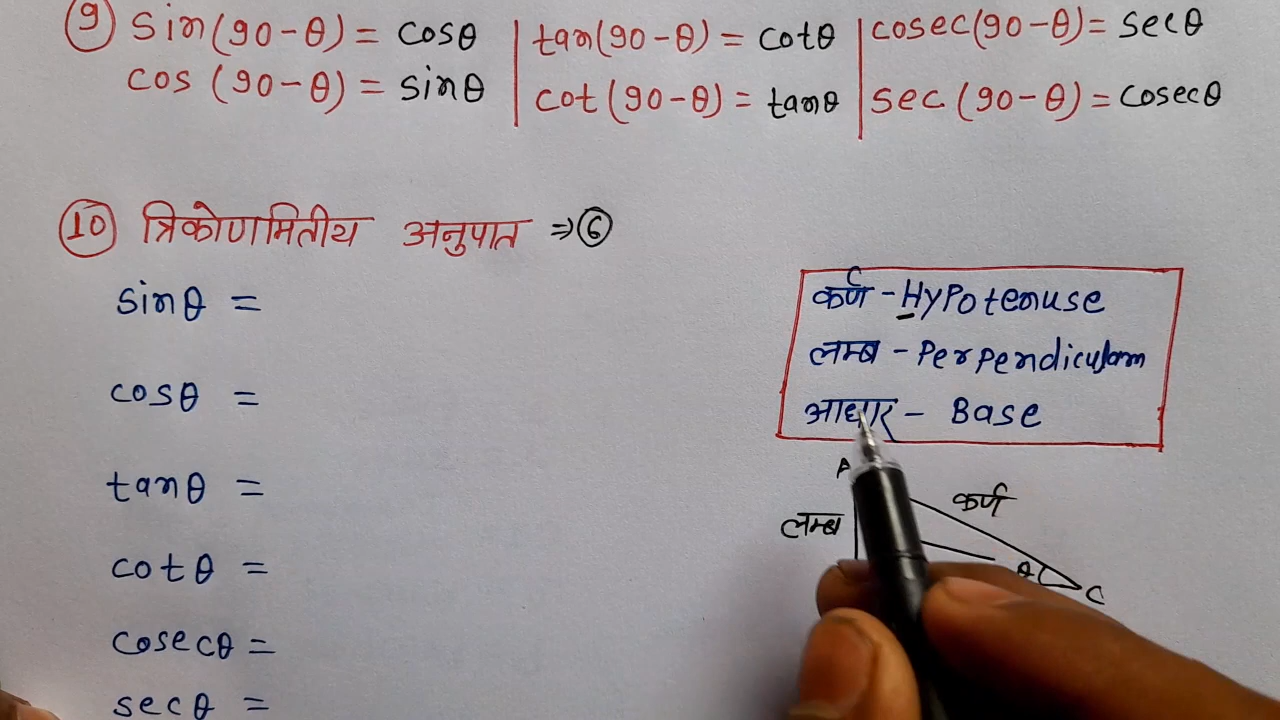 9 sin(90-θ) = cosθ | tan(90-θ) = cotθ | cosec(90-θ) = secθ
cos (90-θ) = sinθ | cot (90-θ) = tanθ | sec (90-θ) = cosecθ
10 त्रिकोणमितीय अनुपात ⇒ 6
sinθ =
cosθ =
tanθ =
cotθ =
cosecθ =
secθ =
C
कर्ण - Hypotenuse
लम्ब - Perpendicular
आधार - Base
A
कर्ण
लम्ब
θ
C